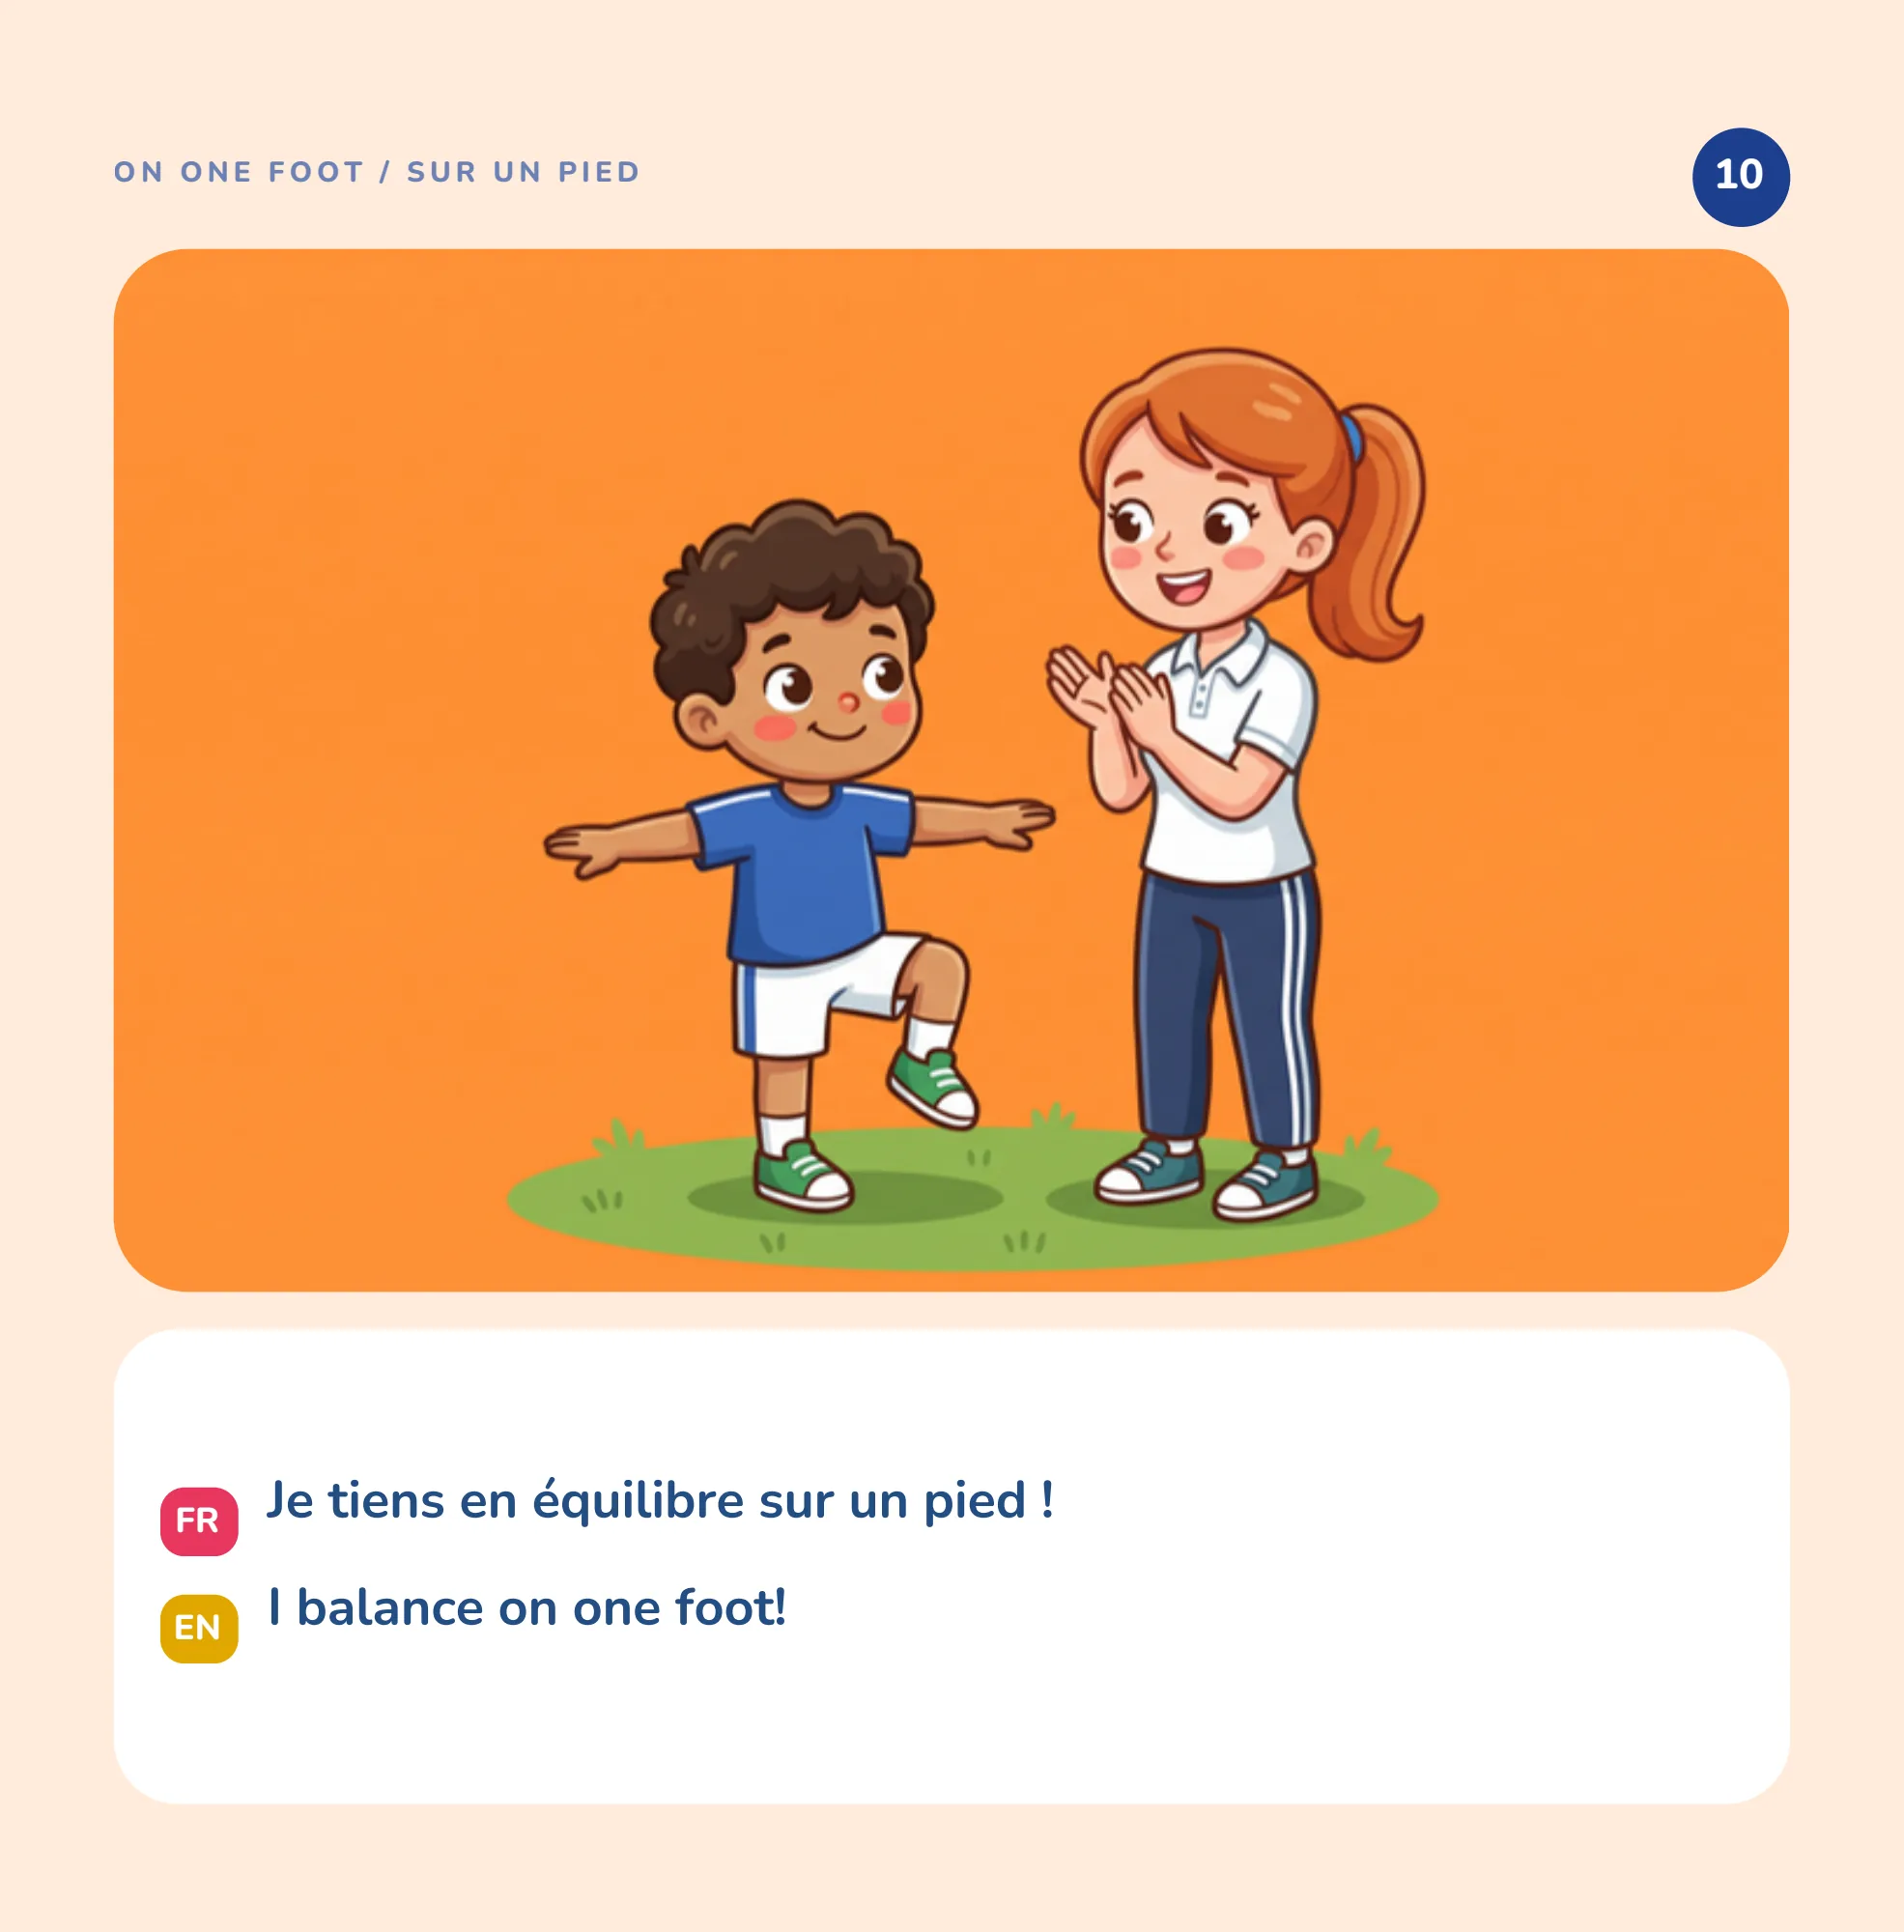 ON ONE FOOT / SUR UN PIED
10
FR Je tiens en équilibre sur un pied !
EN I balance on one foot!